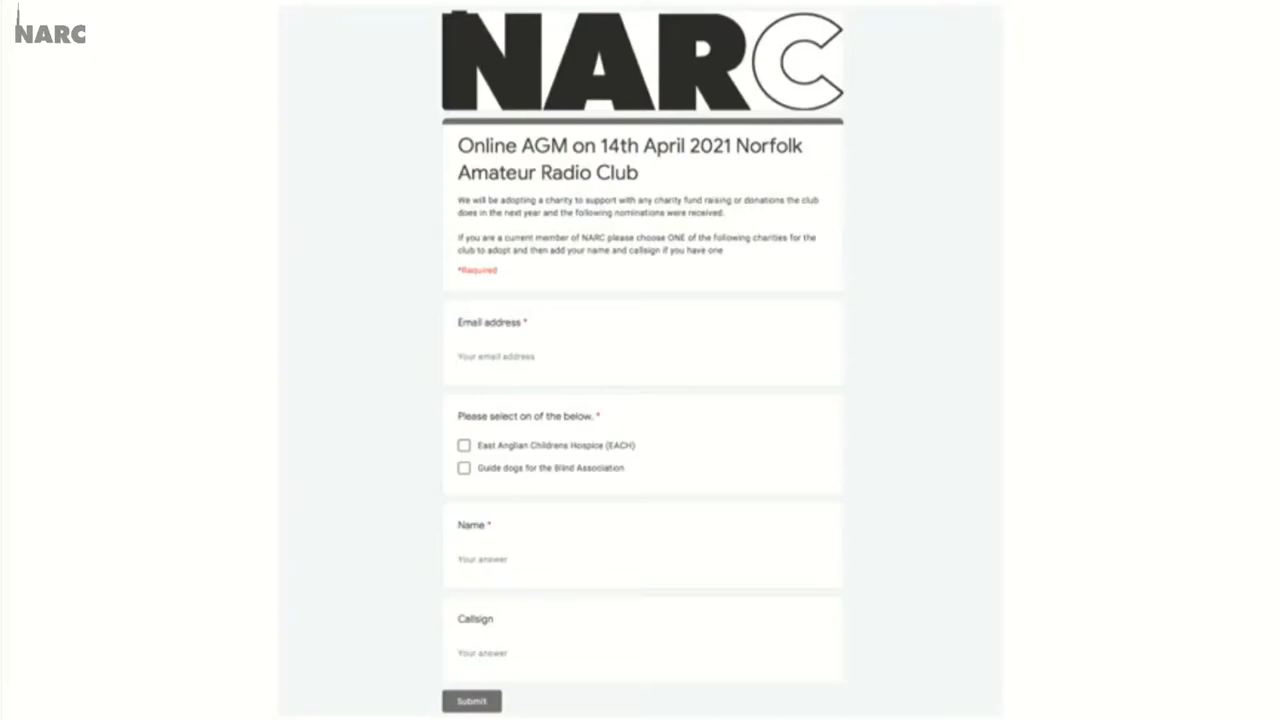 NARC
NARC
Online AGM on 14th April 2021 Norfolk
Amateur Radio Club
We will be adopting a charity to support with any charity fund raising or donations the club
does in the next year and the following nominations were received.
If you are a current member of NARC please choose ONE of the following charities for the
club to adopt and then add your name and callsign if you have one
*Required
Email address *
Your email address
Please select on of the below. *
East Anglian Childrens Hospice (EACH)
Guide dogs for the Blind Association
Name *
Your answer
Callsign
Your answer
Submit